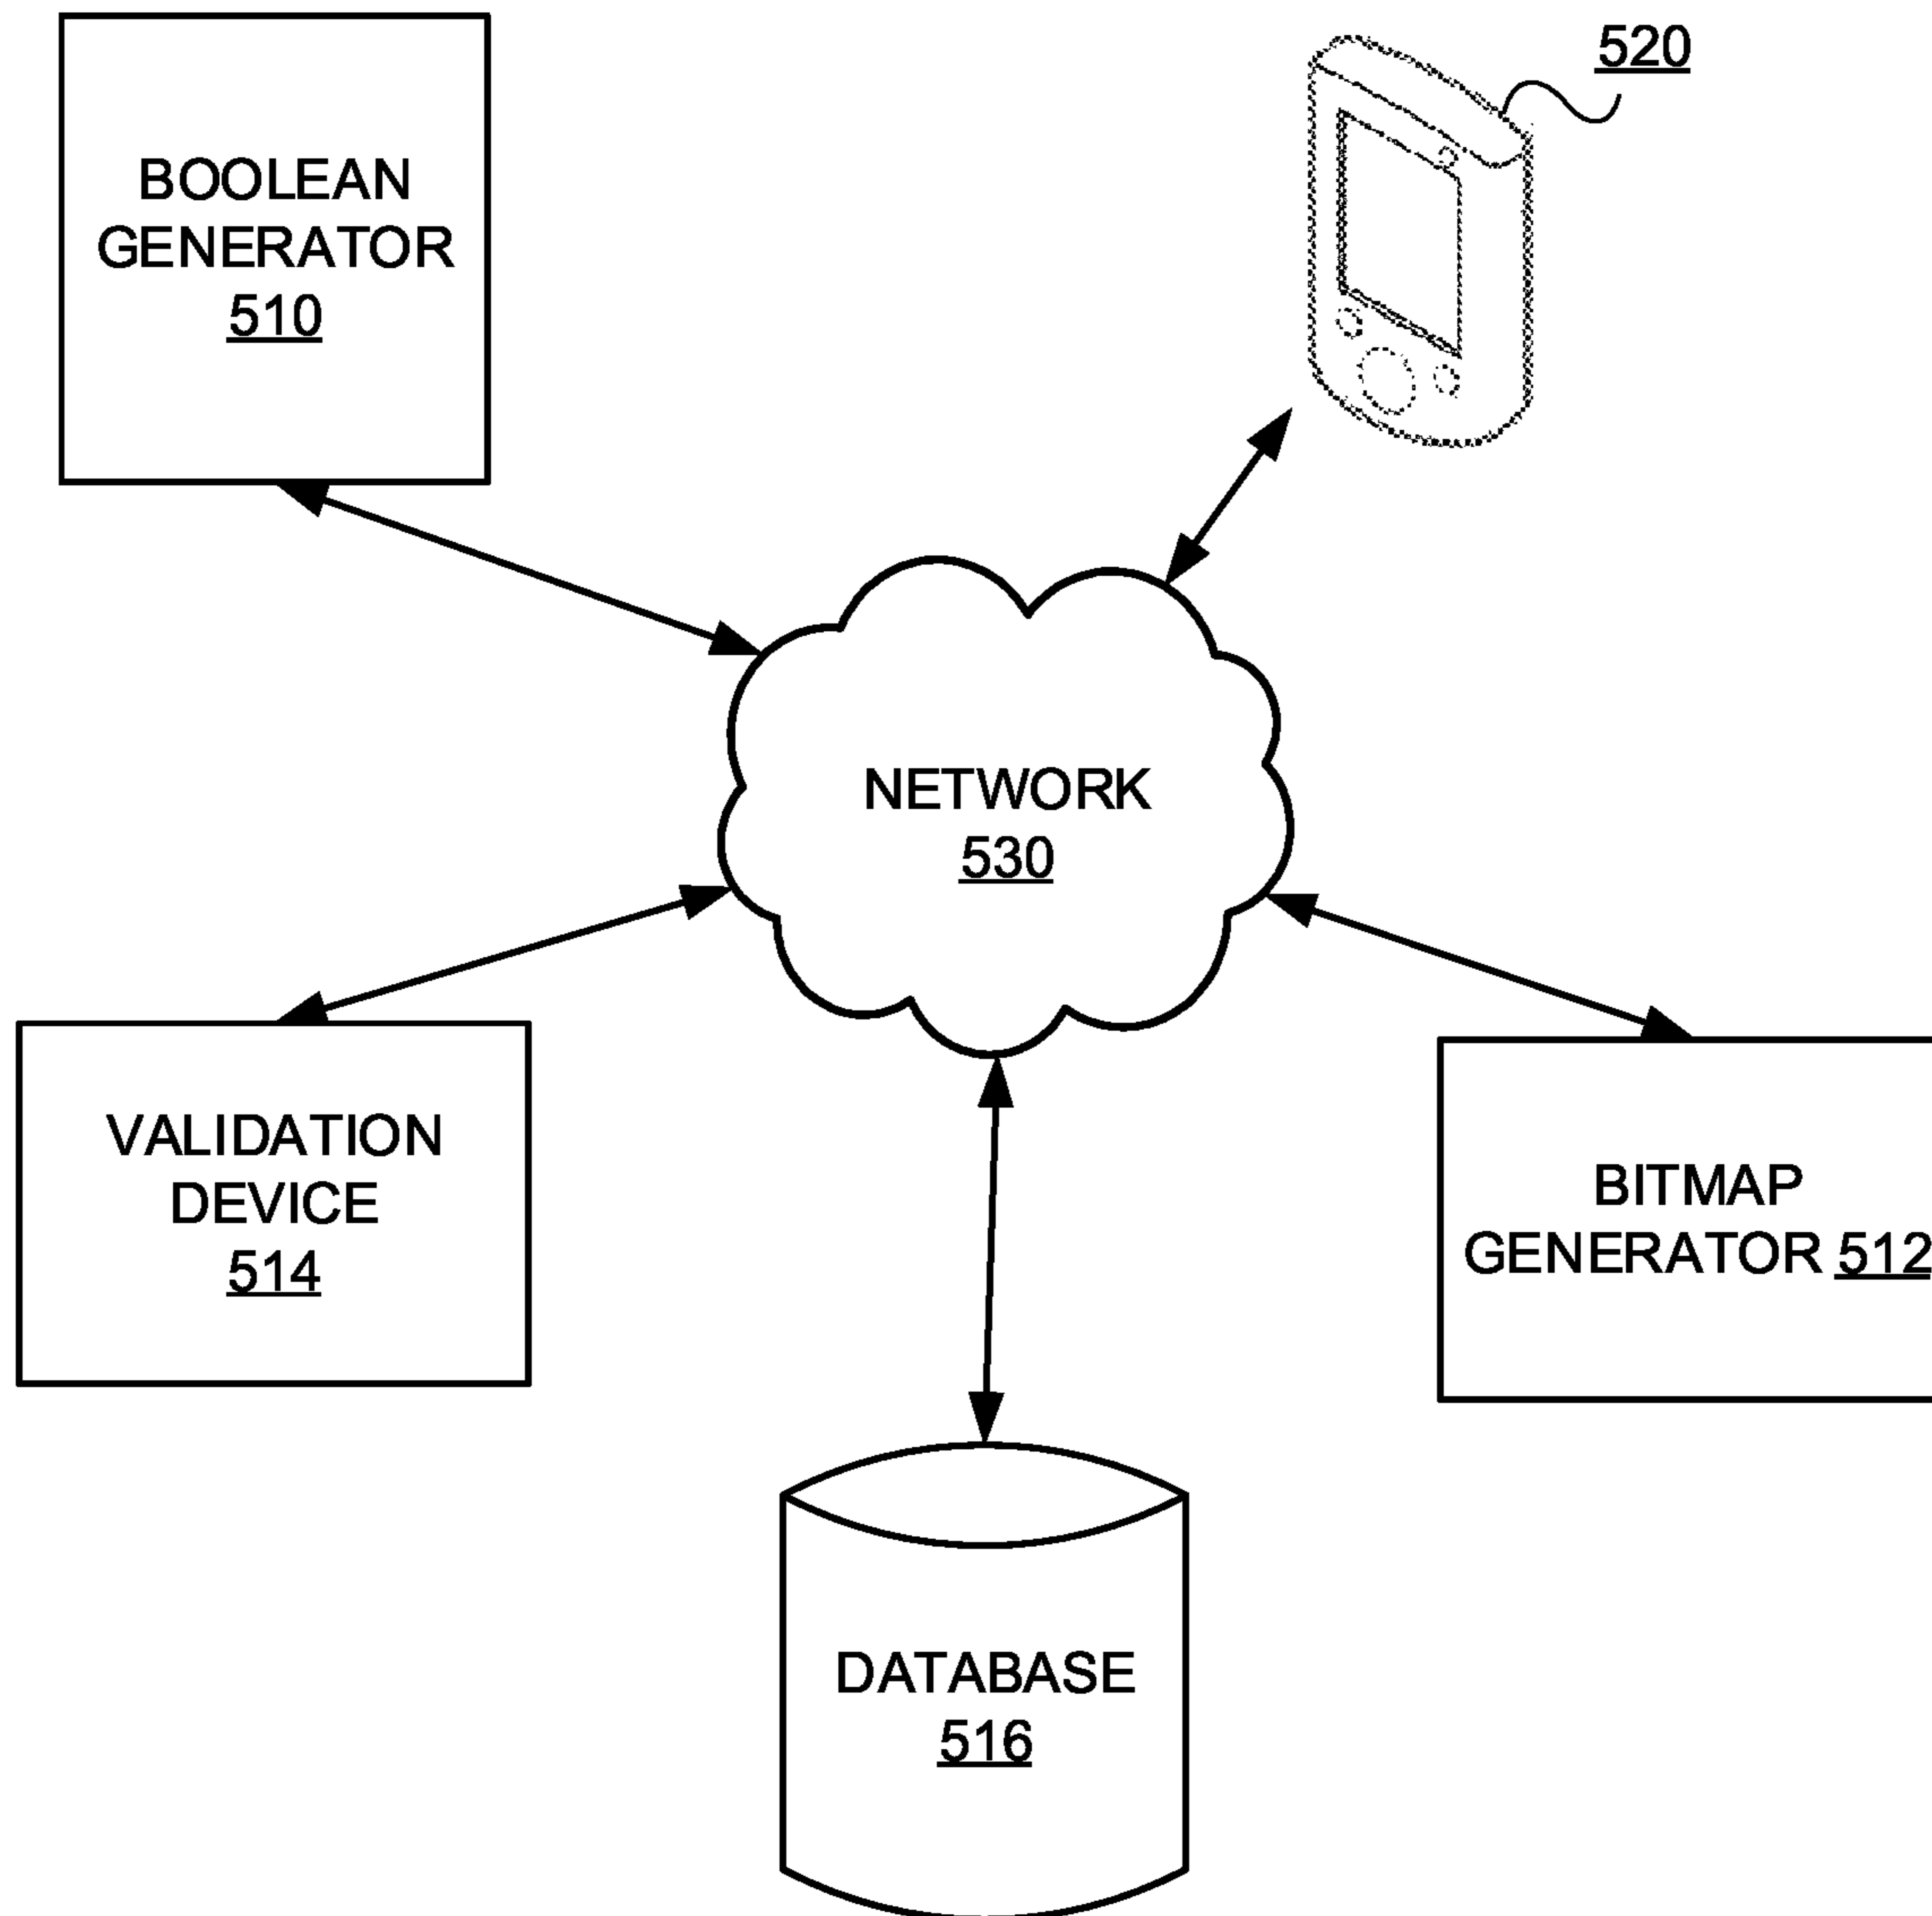 BOOLEAN
GENERATOR
510
520
NETWORK
530
VALIDATION
DEVICE
514
BITMAP
GENERATOR 512
DATABASE
516